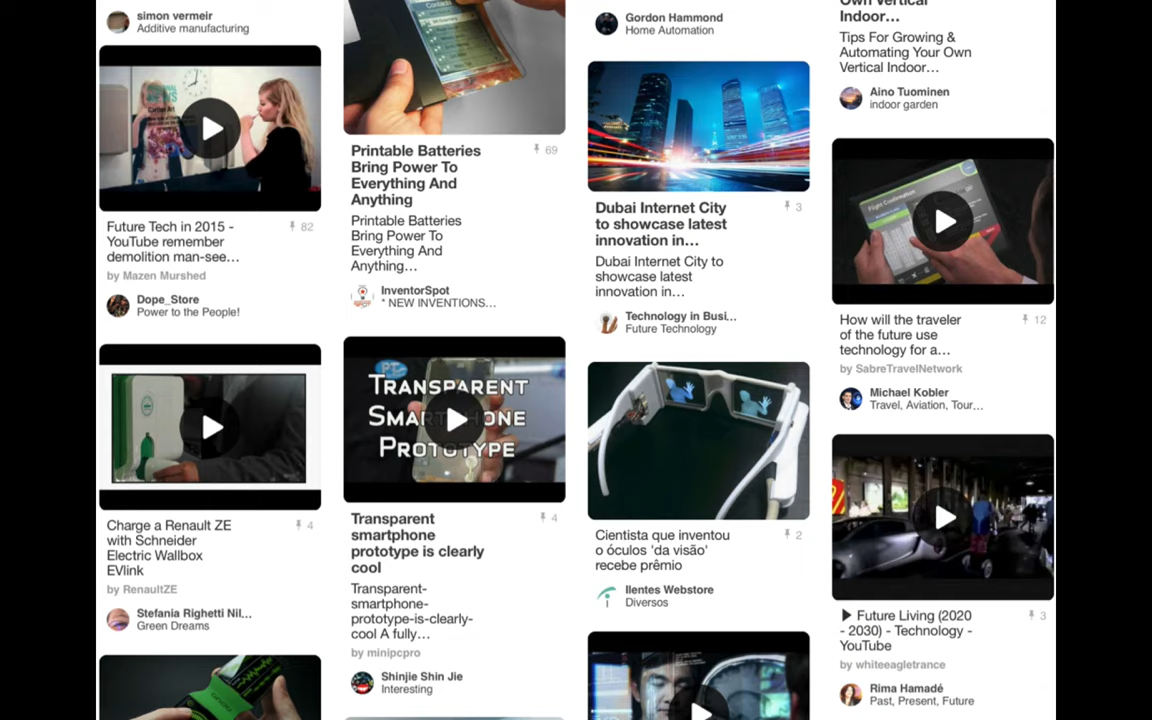 simon vermeir
Additive manufacturing
Future Tech in 2015 -
YouTube remember
demolition man-see...
82
by Mazen Murshed
Dope_Store
Power to the People!
Charge a Renault ZE
with Schneider
Electric Wallbox
EVlink
4
by RenaultZE
Stefania Righetti Nil...
Green Dreams
Contacts
Printable Batteries
Bring Power To
Everything And
Anything
69
Printable Batteries
Bring Power To
Everything And
Anything...
InventorSpot
* NEW INVENTIONS...
PT
TRANSPARENT
SMARTPHONE
PROTOTYPE
Transparent
smartphone
prototype is clearly
cool
4
Transparent-
smartphone-
prototype-is-clearly-
cool A fully...
by minipcpro
Shinjie Shin Jie
Interesting
Gordon Hammond
Home Automation
Dubai Internet City
to showcase latest
innovation in...
3
Dubai Internet City to
showcase latest
innovation in...
Technology in Busi...
Future Technology
Cientista que inventou
o óculos 'da visão'
recebe prêmio
2
Ilentes Webstore
Diversos
Own Vertical
Indoor...
Tips For Growing &
Automating Your Own
Vertical Indoor...
Aino Tuominen
indoor garden
Flight Confirmation
How will the traveler
of the future use
technology for a...
12
by SabreTravelNetwork
Michael Kobler
Travel, Aviation, Tour...
▶ Future Living (2020
- 2030) - Technology -
YouTube
3
by whiteeagletrance
Rima Hamadé
Past, Present, Future